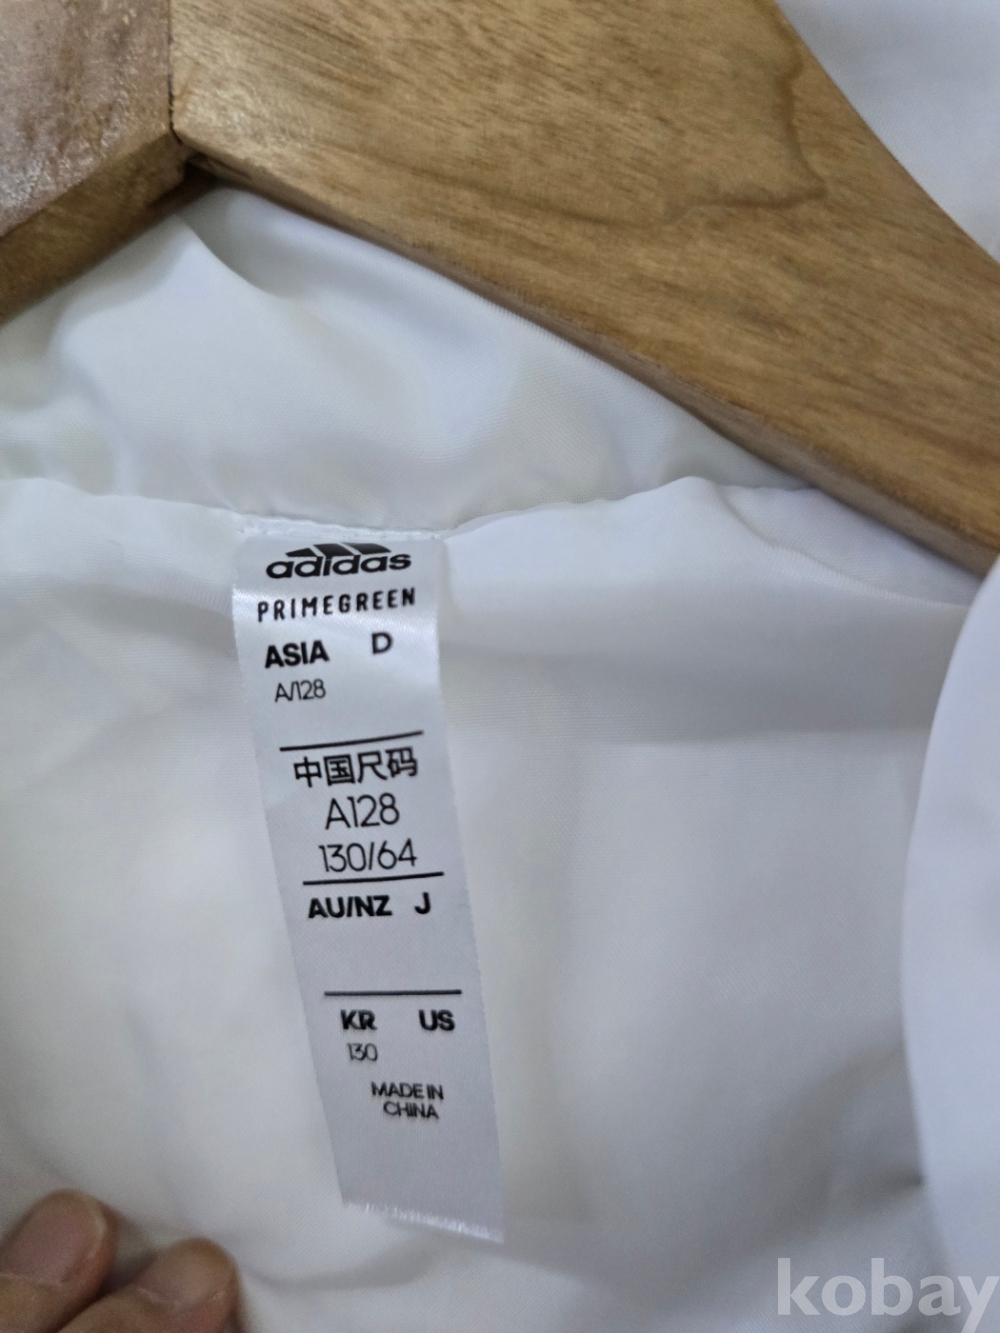 adidas
PRIMEGREEN
ASIA D
A/128
中国尺码
A128
130/64
AU/NZ J
KR US
130
MADE IN
CHINA
kobay